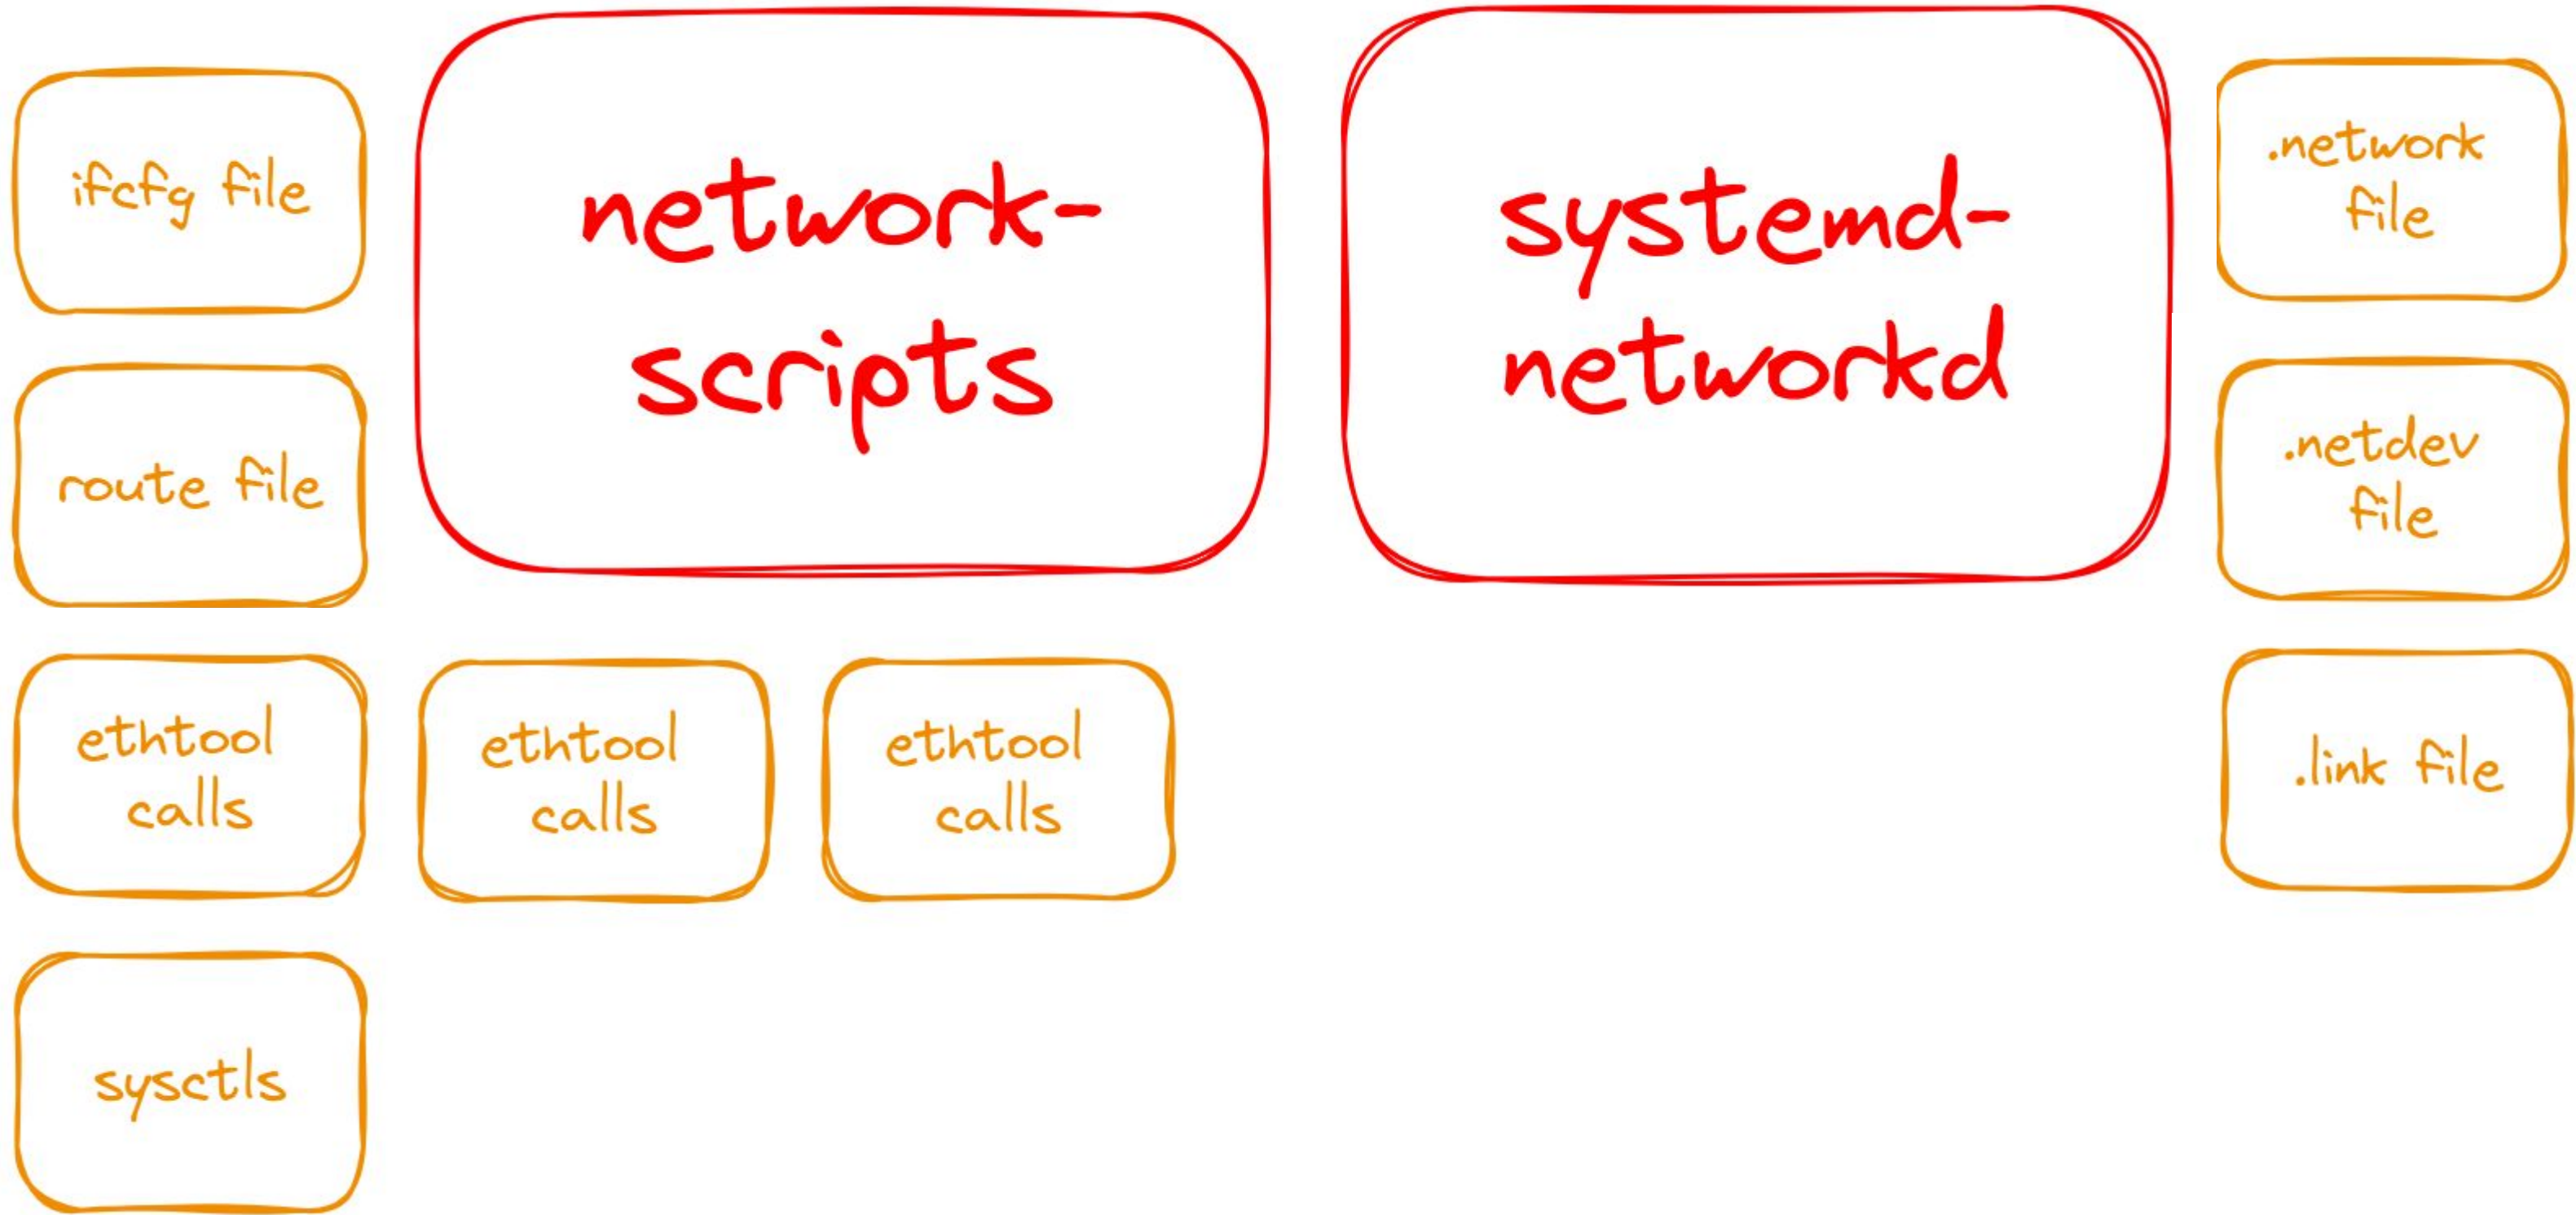 ifcfg file
route file
ethtool
calls
sysctls
network-
scripts
ethtool
calls
ethtool
calls
systemd-
networkd
.network
file
.netdev
file
.link file